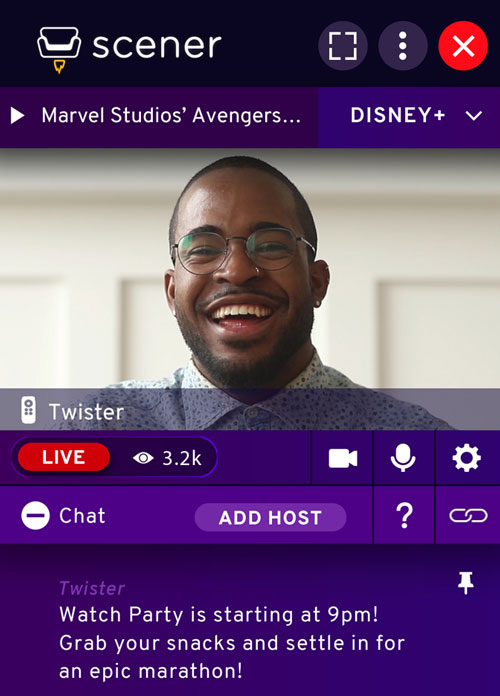 scener
Marvel Studios’ Avengers...
DISNEY+
Twister
LIVE
3.2k
Chat
ADD HOST
?
Twister
Watch Party is starting at 9pm!
Grab your snacks and settle in for
an epic marathon!